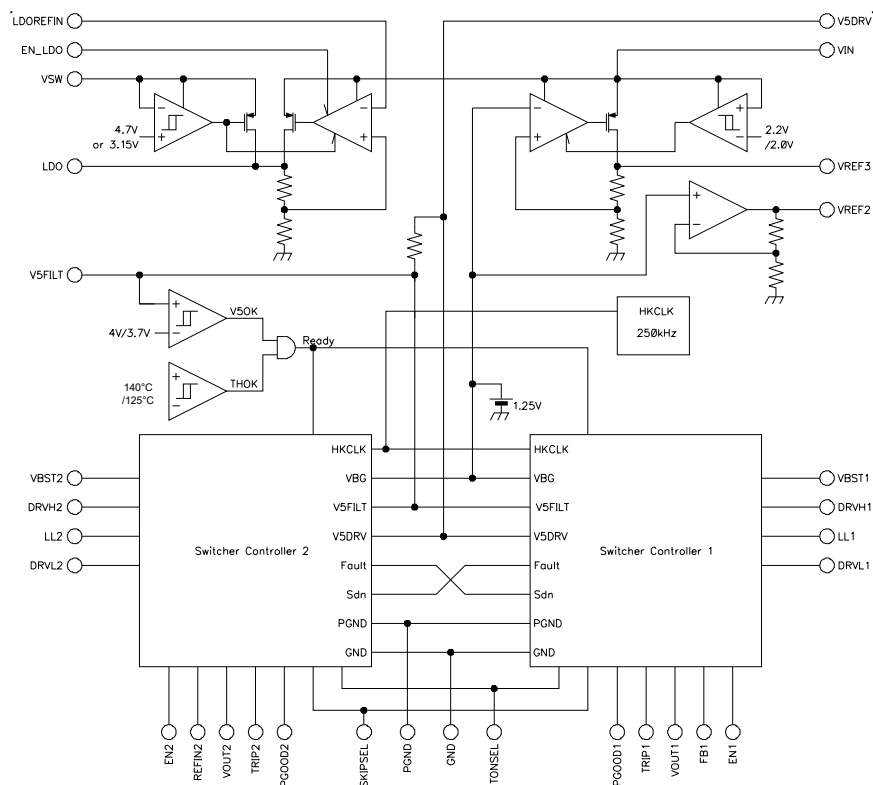 LDOREFIN
V5DRV
EN_LDO
VIN
VSW
4.7V
or 3.15V
2.2V
/2.0V
LDO
VREF3
VREF2
V5FILT
V5OK
4V/3.7V
Ready
HKCLK
250kHz
140°C
/125°C
THOK
1.25V
HKCLK
HKCLK
VBST2
VBG
VBG
VBST1
DRVH2
V5FILT
V5FILT
DRVH1
LL2
V5DRV
V5DRV
LL1
Switcher Controller 2
Switcher Controller 1
DRVL2
Fault
Fault
DRVL1
Sdn
Sdn
PGND
PGND
GND
GND
EN2
REFIN2
VOUT2
TRIP2
PGOOD2
SKIPSEL
PGND
GND
TONSEL
PGOOD1
TRIP1
VOUT1
FB1
EN1